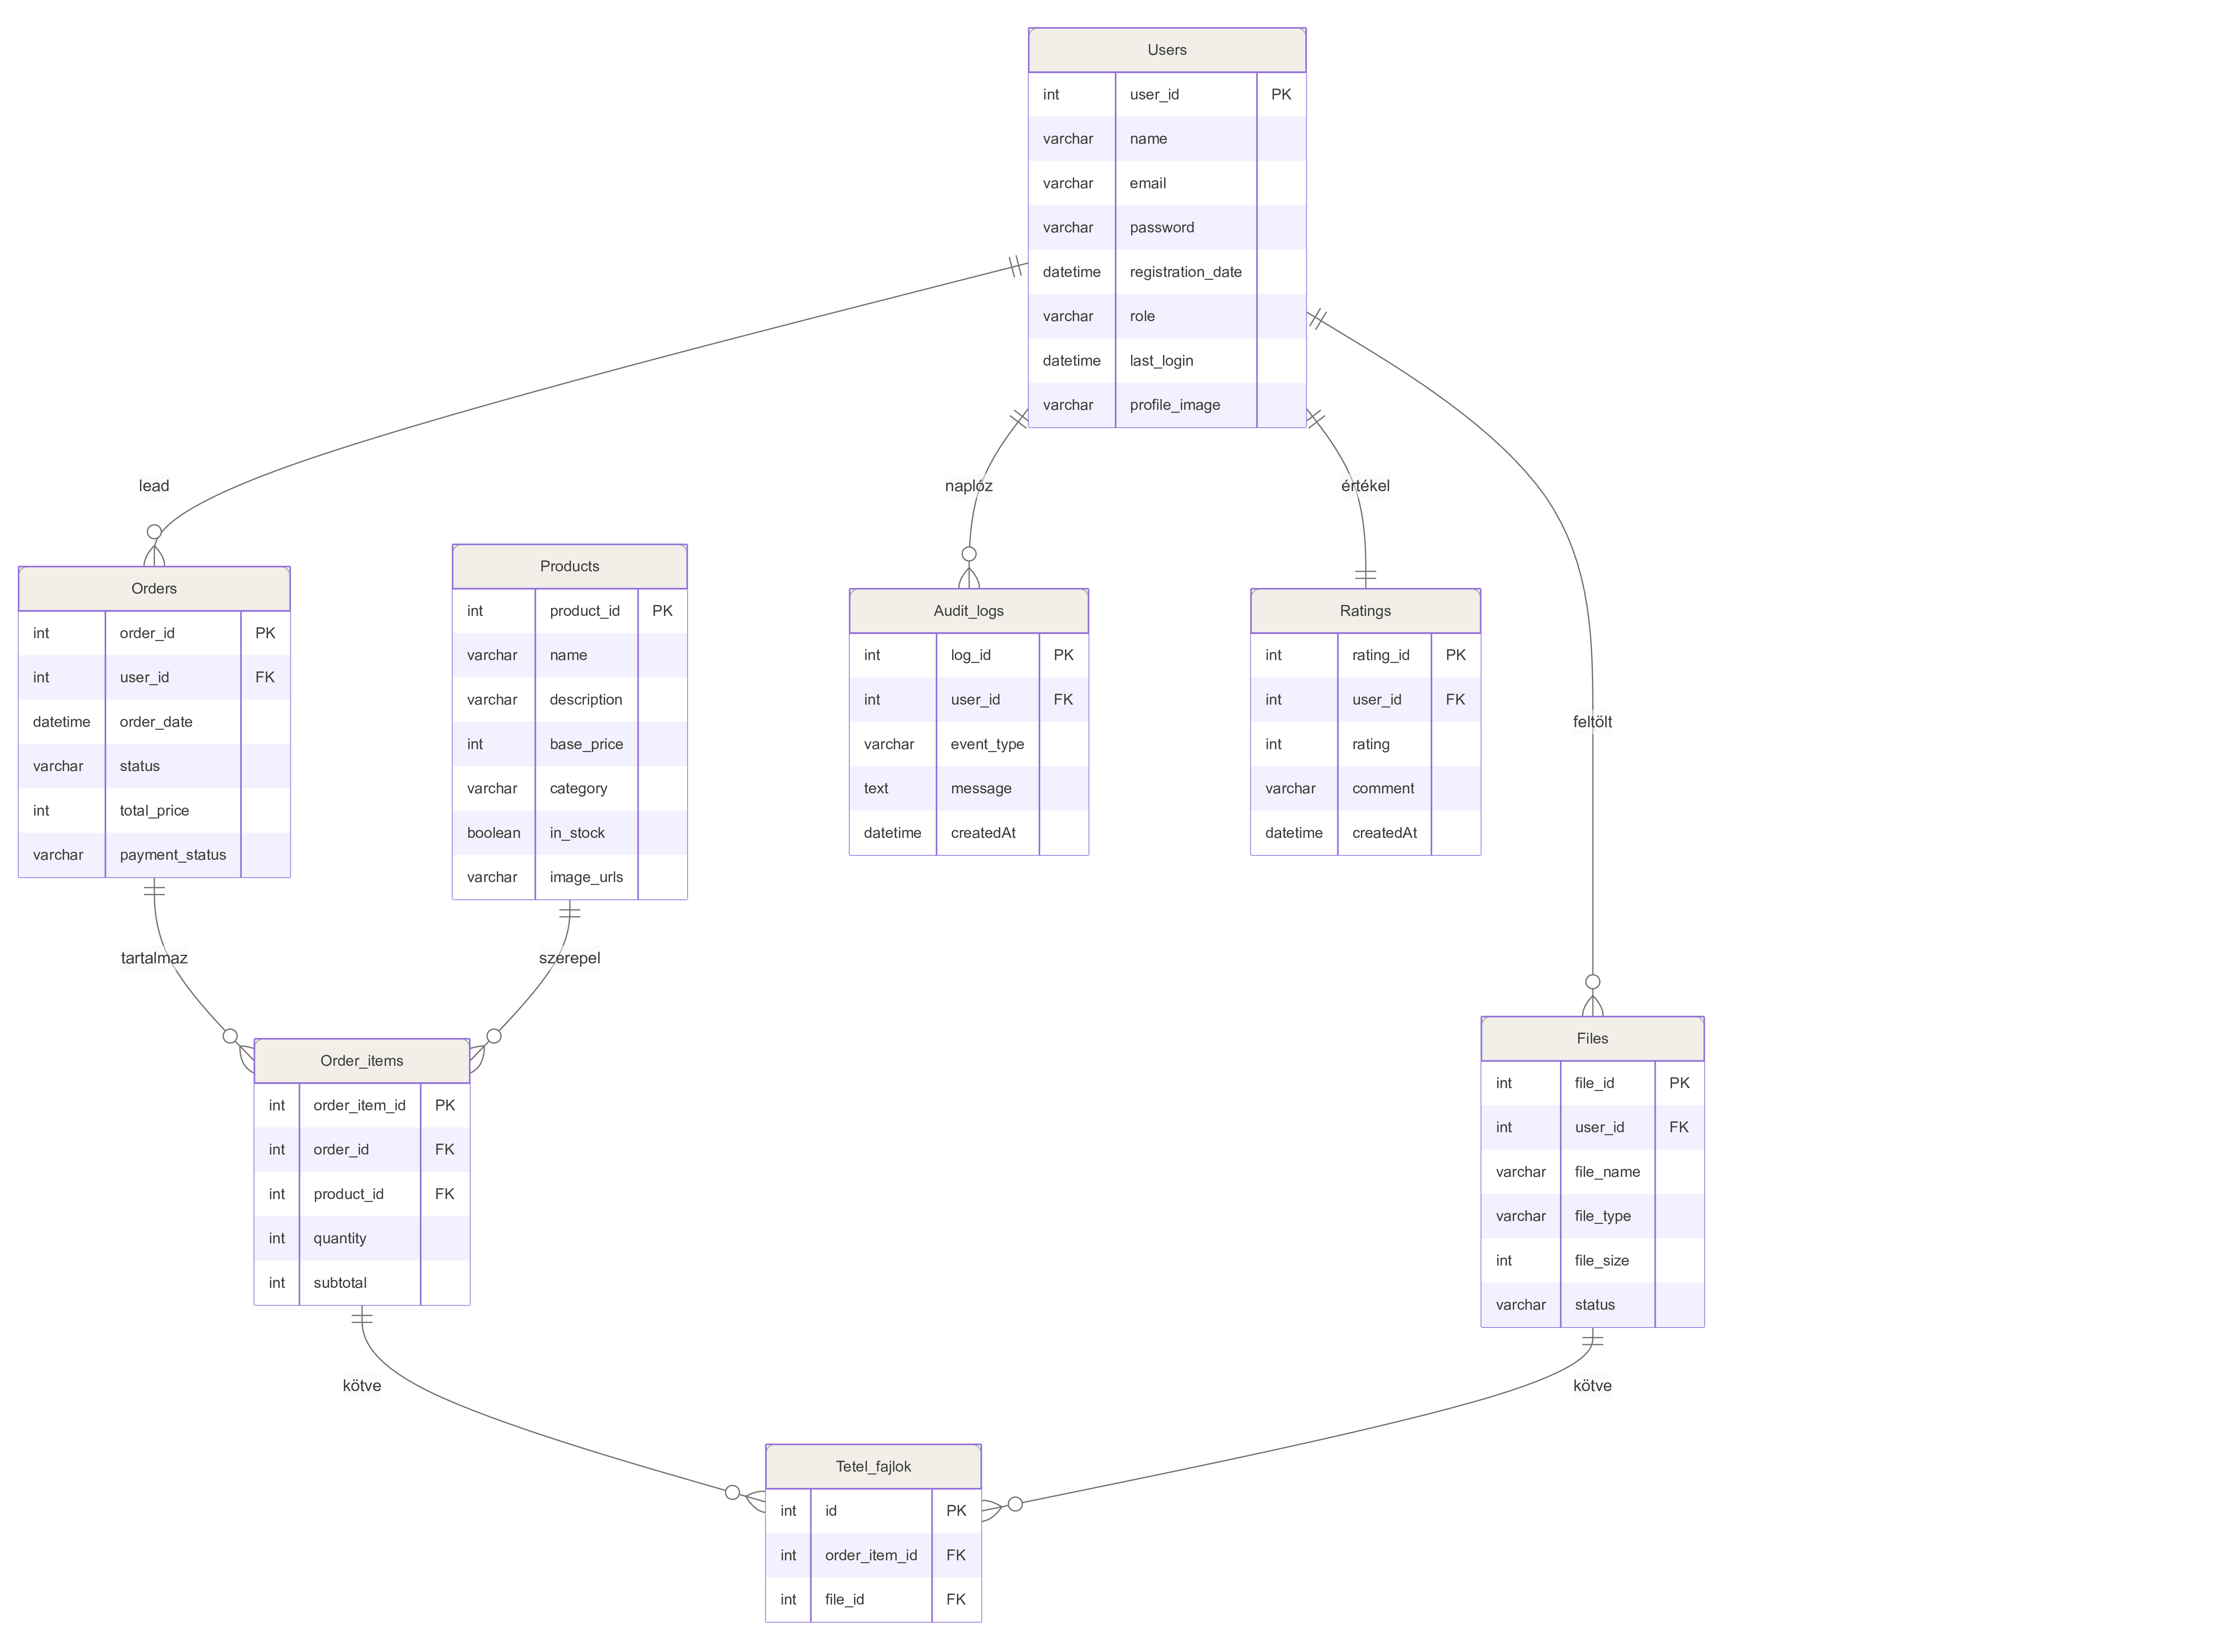 Users
int user_id PK
varchar name
varchar email
varchar password
datetime registration_date
varchar role
datetime last_login
varchar profile_image
lead
naplóz
értékel
feltölt
Orders
int order_id PK
int user_id FK
datetime order_date
varchar status
int total_price
varchar payment_status
Products
int product_id PK
varchar name
varchar description
int base_price
varchar category
boolean in_stock
varchar image_urls
Audit_logs
int log_id PK
int user_id FK
varchar event_type
text message
datetime createdAt
Ratings
int rating_id PK
int user_id FK
int rating
varchar comment
datetime createdAt
tartalmaz
szerepel
Order_items
int order_item_id PK
int order_id FK
int product_id FK
int quantity
int subtotal
Files
int file_id PK
int user_id FK
varchar file_name
varchar file_type
int file_size
varchar status
kötve
kötve
Tetel_fajlok
int id PK
int order_item_id FK
int file_id FK